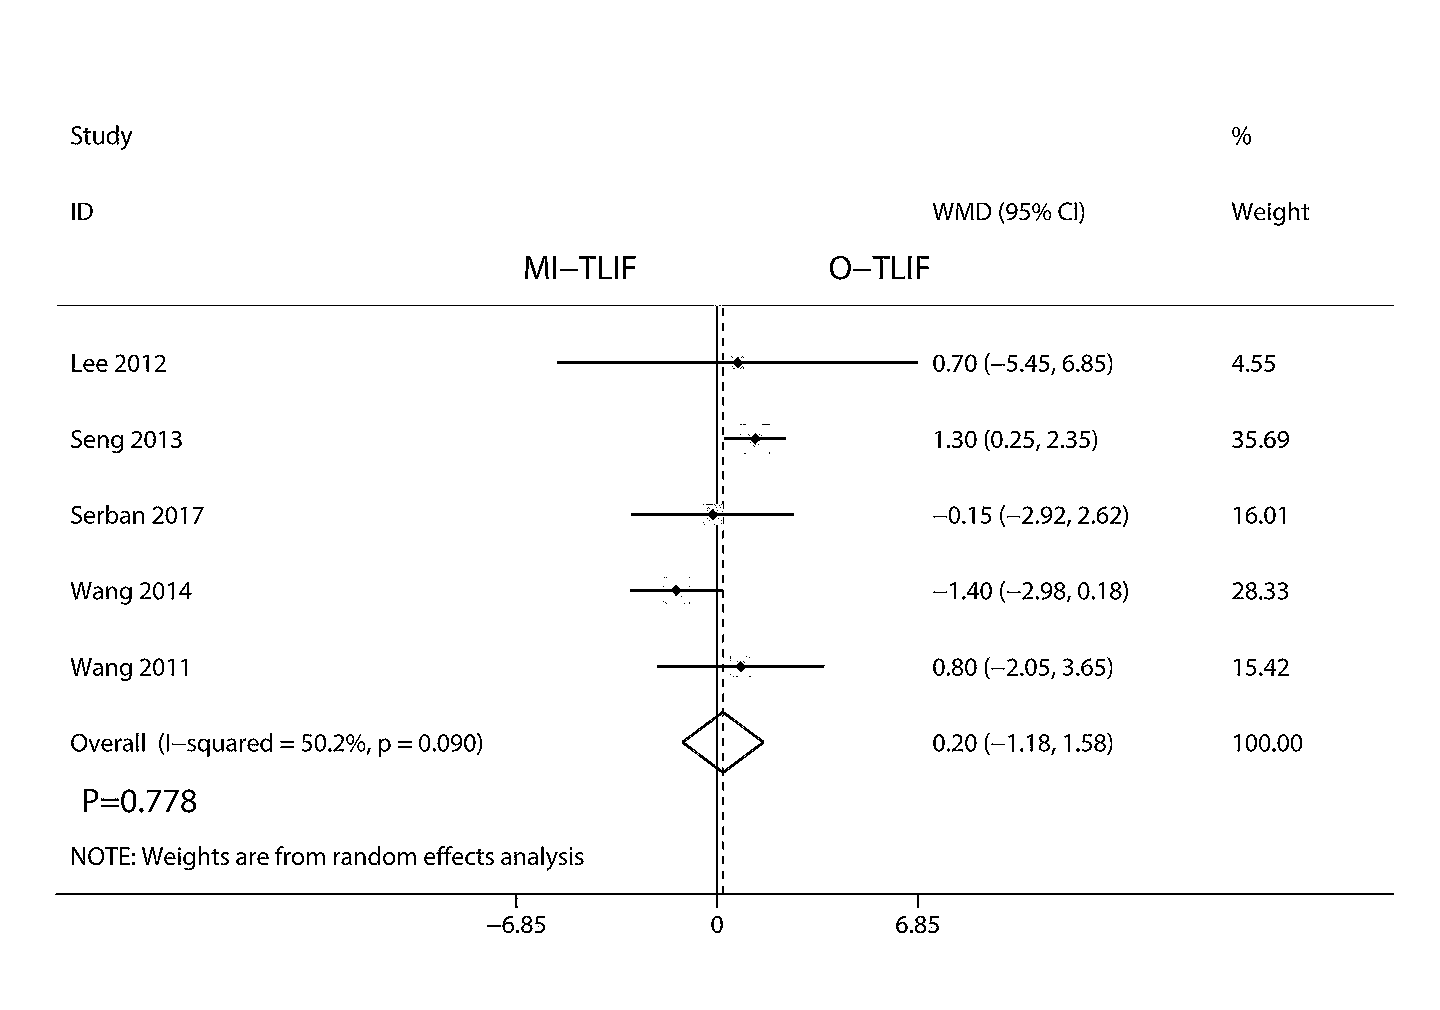 Study %
ID WMD (95% CI) Weight
MI−TLIF O−TLIF
Lee 2012 0.70 (−5.45, 6.85) 4.55
Seng 2013 1.30 (0.25, 2.35) 35.69
Serban 2017 −0.15 (−2.92, 2.62) 16.01
Wang 2014 −1.40 (−2.98, 0.18) 28.33
Wang 2011 0.80 (−2.05, 3.65) 15.42
Overall (I−squared = 50.2%, p = 0.090) 0.20 (−1.18, 1.58) 100.00
P=0.778
NOTE: Weights are from random effects analysis
−6.85 0 6.85